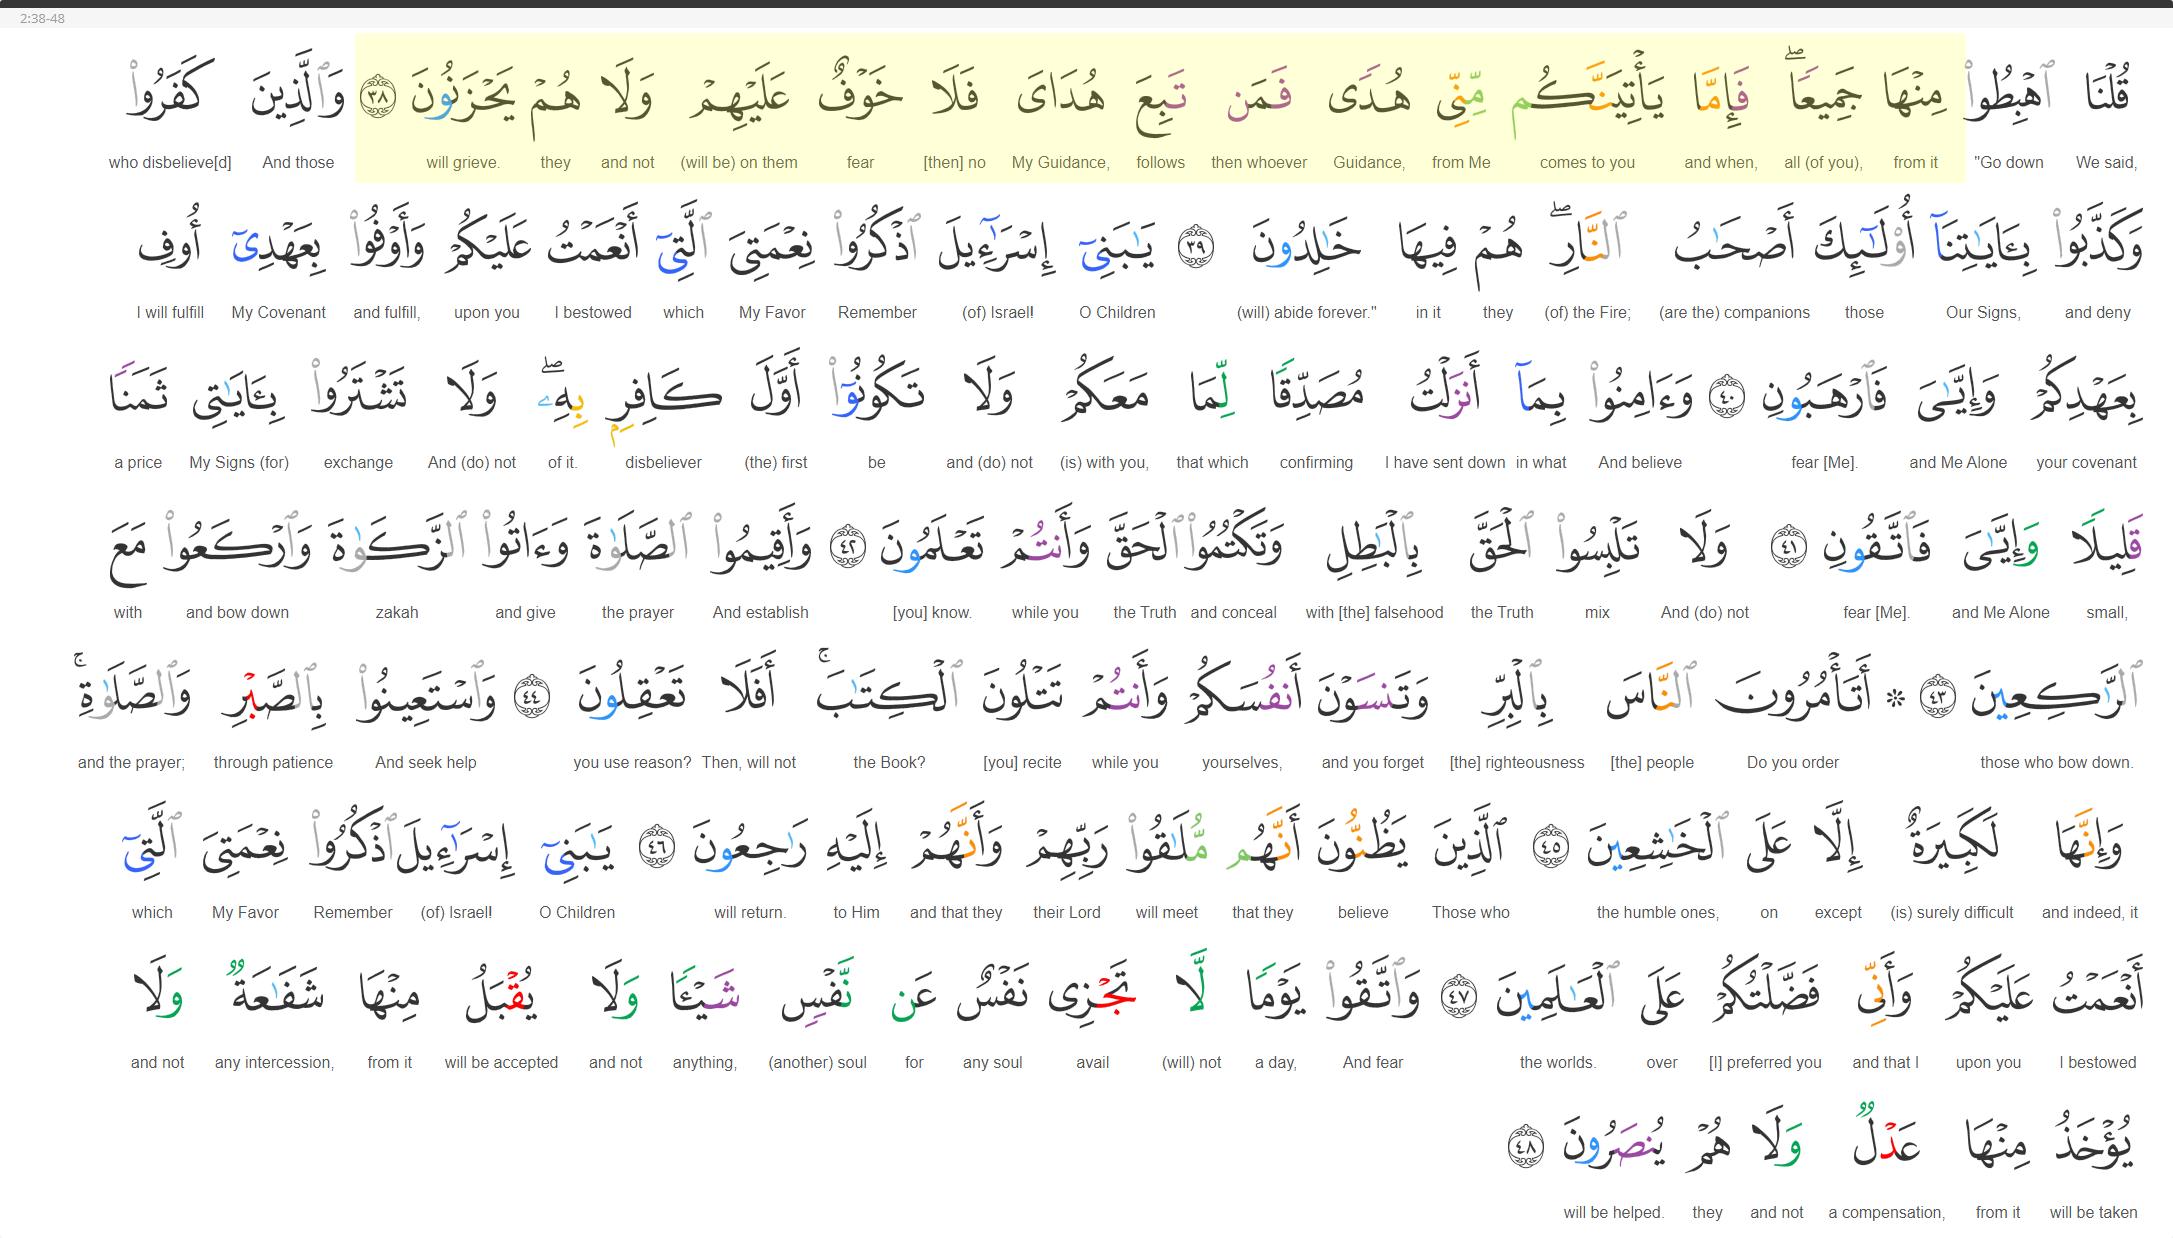 2:38-48
قُلْنَا ٱهْبِطُوا۟ مِنْهَا جَمِيعًا ۖ فَإِمَّا يَأْتِيَنَّكُم مِّنِّى هُدًى فَمَن تَبِعَ هُدَاىَ فَلَا خَوْفٌ عَلَيْهِمْ وَلَا هُمْ يَحْزَنُونَ ٣٨ وَٱلَّذِينَ كَفَرُوا۟
We said, "Go down from it all (of you), and when, comes to you from Me Guidance, then whoever follows My Guidance, [then] no fear (will be) on them and not they will grieve. And those who disbelieve[d]
وَكَذَّبُوا۟ بِـَٔايَـٰتِنَآ أُو۟لَـٰٓئِكَ أَصْحَـٰبُ ٱلنَّارِ ۖ هُمْ فِيهَا خَـٰلِدُونَ ٣٩ يَـٰبَنِىٓ إِسْرَٰٓءِيلَ ٱذْكُرُوا۟ نِعْمَتِىَ ٱلَّتِىٓ أَنْعَمْتُ عَلَيْكُمْ وَأَوْفُوا۟ بِعَهْدِىٓ أُوفِ
and deny Our Signs, those (are the) companions (of) the Fire; they in it (will) abide forever." O Children (of) Israel! Remember My Favor which I bestowed upon you and fulfill, My Covenant I will fulfill
بِعَهْدِكُمْ وَإِيَّـٰىَ فَٱرْهَبُونِ ٤٠ وَءَامِنُوا۟ بِمَآ أَنزَلْتُ مُصَدِّقًا لِّمَا مَعَكُمْ وَلَا تَكُونُوٓا۟ أَوَّلَ كَافِرٍۭ بِهِۦ ۖ وَلَا تَشْتَرُوا۟ بِـَٔايَـٰتِى ثَمَنًا
your covenant and Me Alone fear [Me]. And believe in what I have sent down confirming that which (is) with you, and (do) not be (the) first disbeliever of it. And (do) not exchange My Signs (for) a price
قَلِيلًا وَإِيَّـٰىَ فَٱتَّقُونِ ٤١ وَلَا تَلْبِسُوا۟ ٱلْحَقَّ بِٱلْبَـٰطِلِ وَتَكْتُمُوا۟ ٱلْحَقَّ وَأَنتُمْ تَعْلَمُونَ ٤٢ وَأَقِيمُوا۟ ٱلصَّلَوٰةَ وَءَاتُوا۟ ٱلزَّكَوٰةَ وَٱرْكَعُوا۟ مَعَ
small, and Me Alone fear [Me]. And (do) not mix the Truth with [the] falsehood and conceal the Truth while you [you] know. And establish the prayer and give zakah and bow down with
ٱلرَّٰكِعِينَ ٤٣ ۞ أَتَأْمُرُونَ ٱلنَّاسَ بِٱلْبِرِّ وَتَنسَوْنَ أَنفُسَكُمْ وَأَنتُمْ تَتْلُونَ ٱلْكِتَـٰبَ ۚ أَفَلَا تَعْقِلُونَ ٤٤ وَٱسْتَعِينُوا۟ بِٱلصَّبْرِ وَٱلصَّلَوٰةِ ۚ
those who bow down. Do you order [the] people [the] righteousness and you forget yourselves, while you [you] recite the Book? Then, will not you use reason? And seek help through patience and the prayer;
وَإِنَّهَا لَكَبِيرَةٌ إِلَّا عَلَى ٱلْخَـٰشِعِينَ ٤٥ ٱلَّذِينَ يَظُنُّونَ أَنَّهُم مُّلَـٰقُوا۟ رَبِّهِمْ وَأَنَّهُمْ إِلَيْهِ رَٰجِعُونَ ٤٦ يَـٰبَنِىٓ إِسْرَٰٓءِيلَ ٱذْكُرُوا۟ نِعْمَتِىَ ٱلَّتِىٓ
and indeed, it (is) surely difficult except on the humble ones, Those who believe that they will meet their Lord and that they to Him will return. O Children (of) Israel! Remember My Favor which
أَنْعَمْتُ عَلَيْكُمْ وَأَنِّى فَضَّلْتُكُمْ عَلَى ٱلْعَـٰلَمِينَ ٤٧ وَٱتَّقُوا۟ يَوْمًا لَّا تَجْزِى نَفْسٌ عَن نَّفْسٍ شَيْـًٔا وَلَا يُقْبَلُ مِنْهَا شَفَـٰعَةٌ وَلَا
I bestowed upon you and that I [I] preferred you over the worlds. And fear a day, (will) not avail any soul for (another) soul anything, and not will be accepted from it any intercession, and not
يُؤْخَذُ مِنْهَا عَدْلٌ وَلَا هُمْ يُنصَرُونَ ٤٨
will be taken from it a compensation, and not they will be helped.